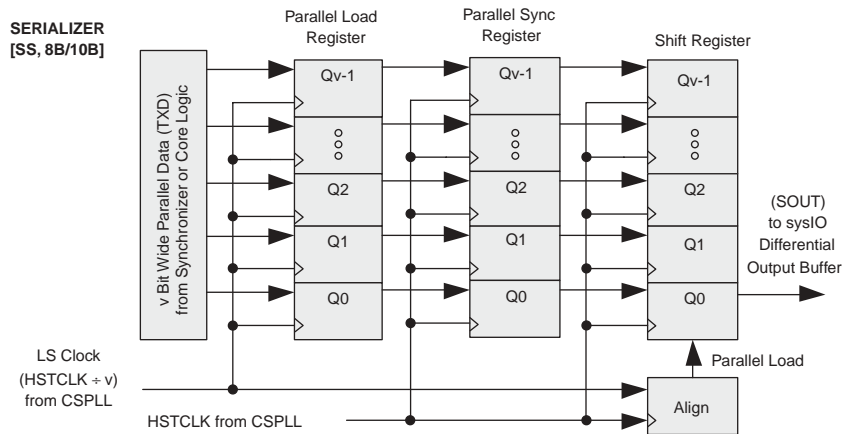 SERIALIZER
[SS, 8B/10B]
Parallel Load
Register
Parallel Sync
Register
Shift Register
v Bit Wide Parallel Data (TXD)
from Synchronizer or Core Logic
Qv-1
Qv-1
Qv-1
Q2
Q2
Q2
Q1
Q1
Q1
Q0
Q0
Q0
(SOUT)
to sysIO
Differential
Output Buffer
LS Clock
(HSTCLK ÷ v)
from CSPLL
Parallel Load
HSTCLK from CSPLL
Align